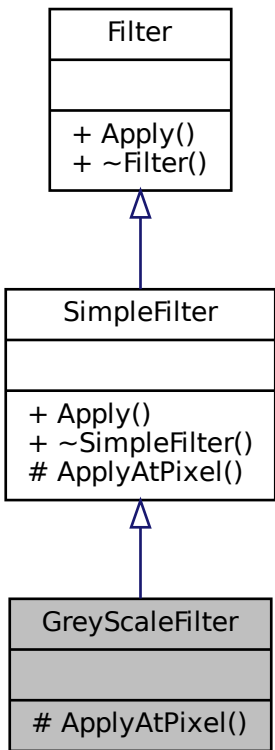 Filter
+ Apply()
+ ~Filter()
SimpleFilter
+ Apply()
+ ~SimpleFilter()
# ApplyAtPixel()
GreyScaleFilter
# ApplyAtPixel()